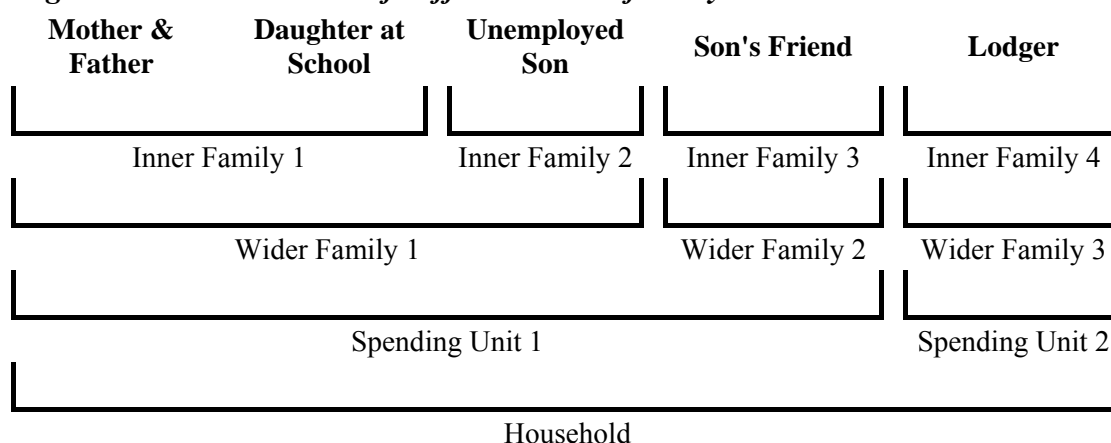 Mother & Daughter at Unemployed Son's Friend Lodger
Father School Son
Inner Family 1 Inner Family 2 Inner Family 3 Inner Family 4
Wider Family 1 Wider Family 2 Wider Family 3
Spending Unit 1 Spending Unit 2
Household